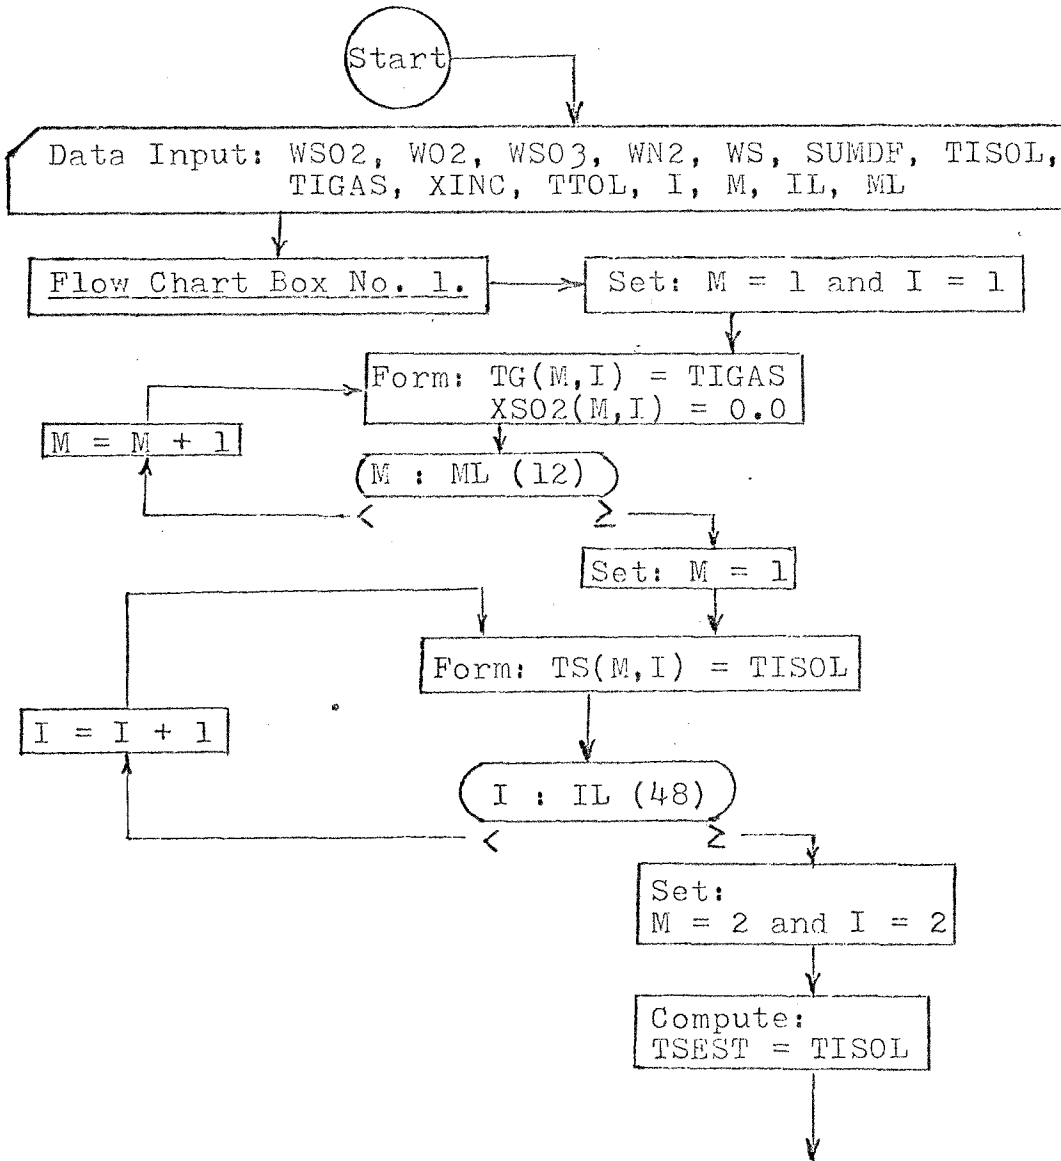 Start
Data Input: WSO2, WO2, WSO3, WN2, WS, SUMDF, TISOL,
TIGAS, XINC, TTOL, I, M, IL, ML
Flow Chart Box No. 1.
Set: M = 1 and I = 1
Form: TG(M,I) = TIGAS
XSO2(M,I) = 0.0
M = M + 1
M : ML (12)
< ≥
Set: M = 1
Form: TS(M,I) = TISOL
I = I + 1
I : IL (48)
< ≥
Set:
M = 2 and I = 2
Compute:
TSEST = TISOL